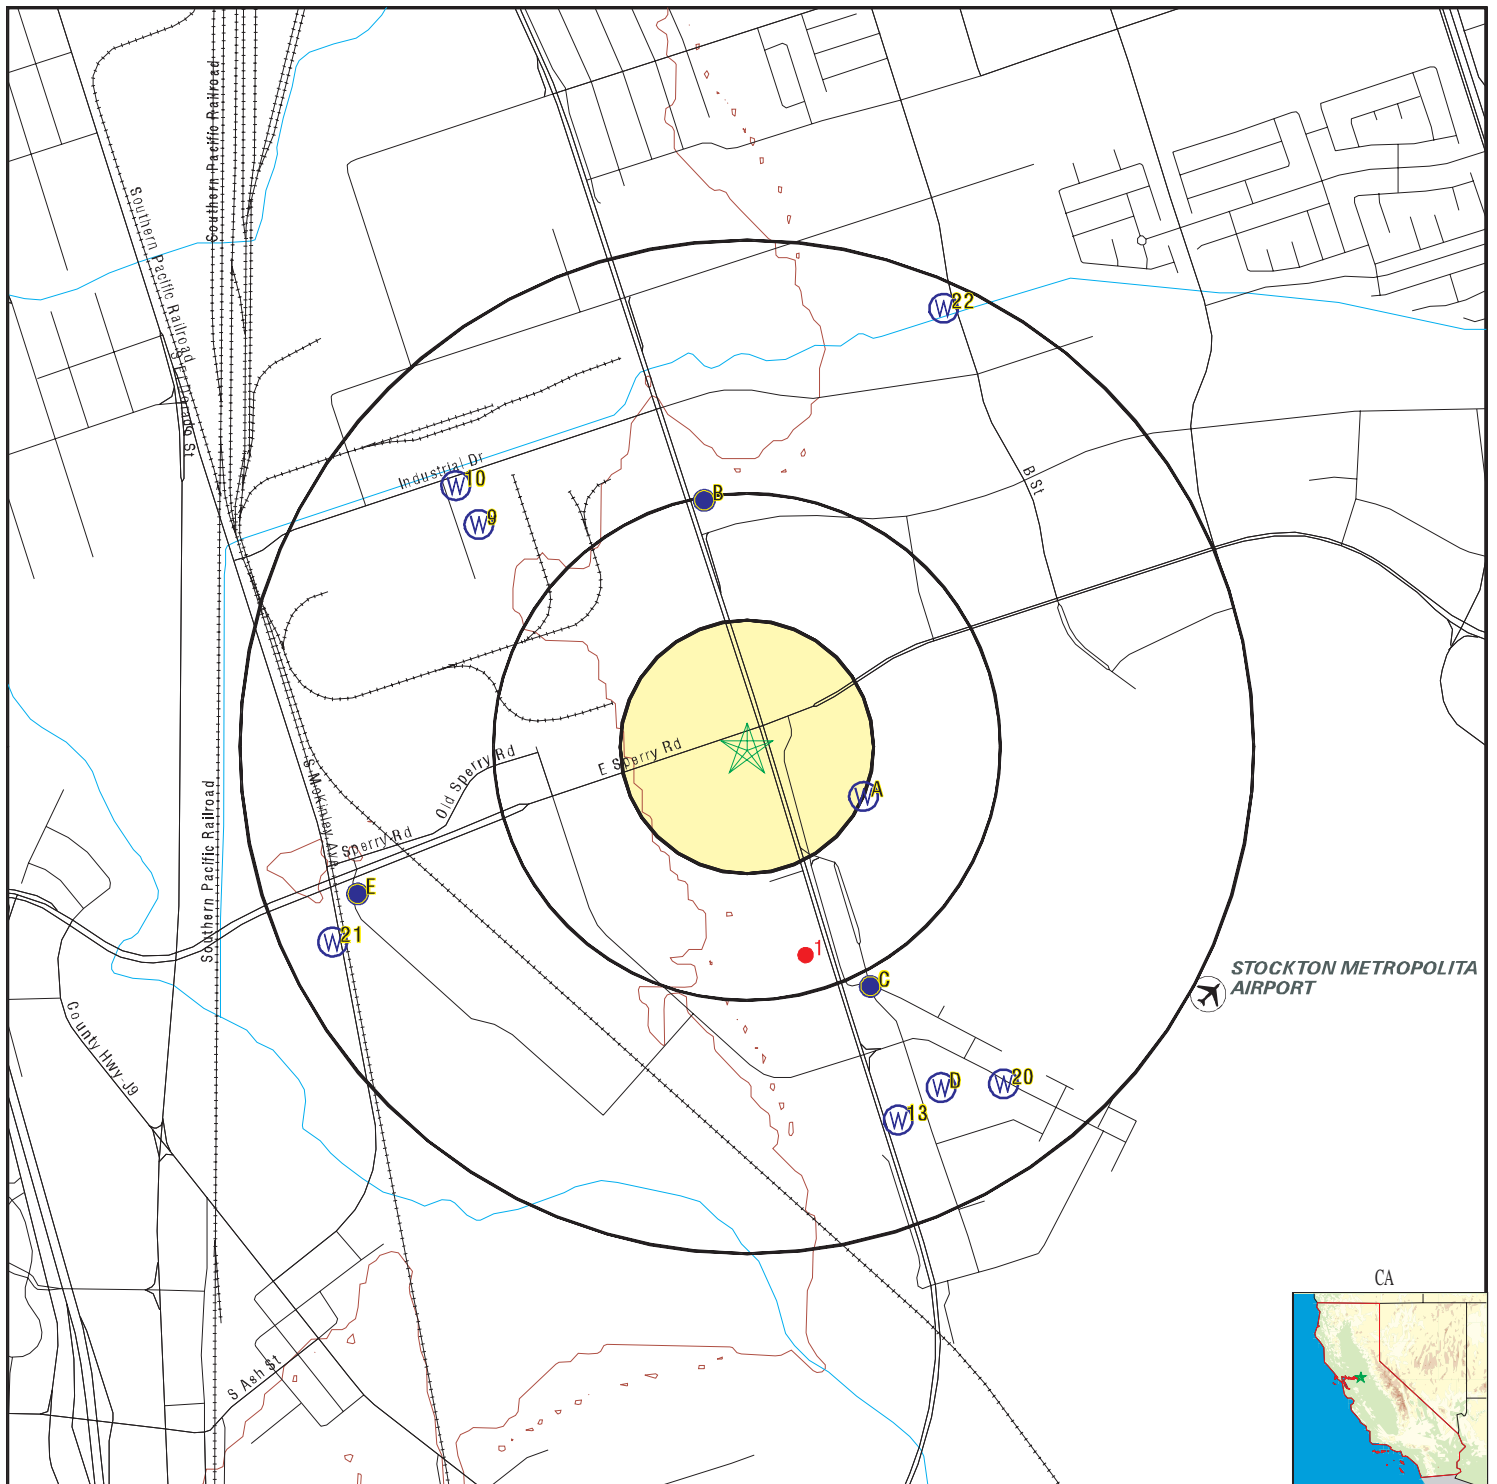 Southern Pacific Railroad
Southern Pacific Railroad
S El Dorado St
22
Industrial Dr
W 10
W 9
B
B St
W
W A
E Sperry Rd
Old Sperry Rd
S McKinley Ave
Sperry Rd
E
Southern Pacific Railroad
W 21
1
C
STOCKTON METROPOLITA
AIRPORT
County Hwy-J9
W D
W 20
W 13
CA
S Ash St